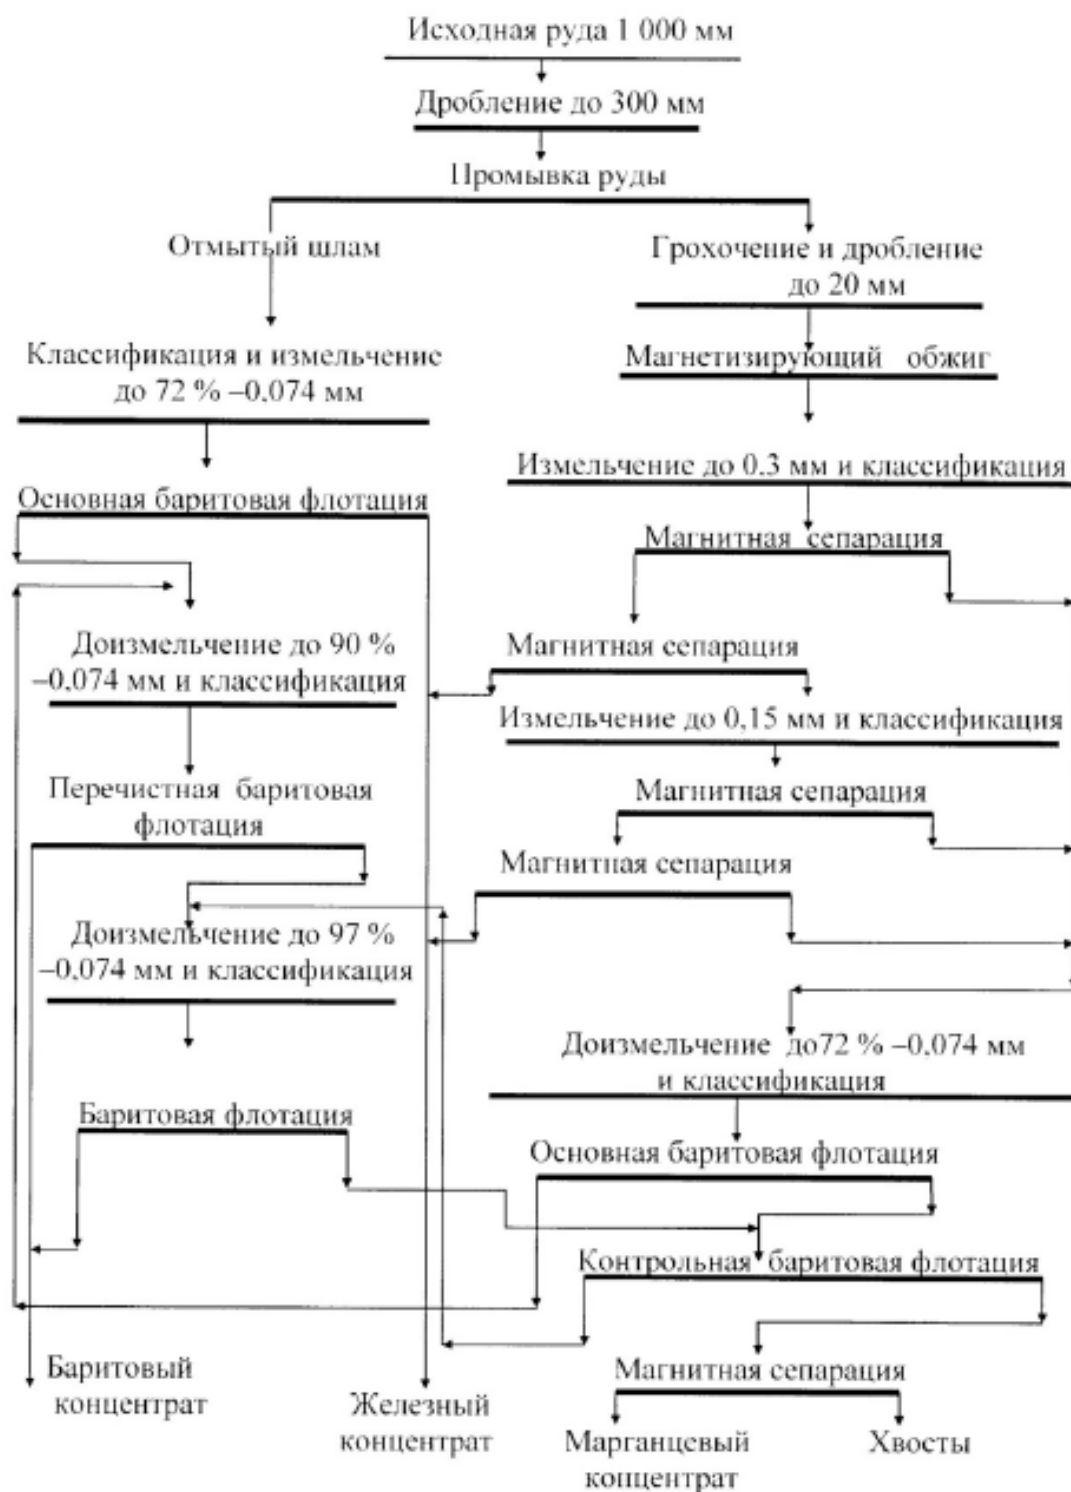 Исходная руда 1 000 мм
Дробление до 300 мм
Промывка руды
Отмытый шлам
Грохочение и дробление
до 20 мм
Классификация и измельчение
до 72 % –0,074 мм
Магнетизирующий обжиг
Измельчение до 0.3 мм и классификация
Основная баритовая флотация
Магнитная сепарация
Доизмельчение до 90 %
–0,074 мм и классификация
Магнитная сепарация
Измельчение до 0,15 мм и классификация
Перечистная баритовая
флотация
Магнитная сепарация
Магнитная сепарация
Доизмельчение до 97 %
–0,074 мм и классификация
Доизмельчение до72 % –0,074 мм
и классификация
Баритовая флотация
Основная баритовая флотация
Контрольная баритовая флотация
Магнитная сепарация
Баритовый
концентрат
Железный
концентрат
Марганцевый
концентрат
Хвосты